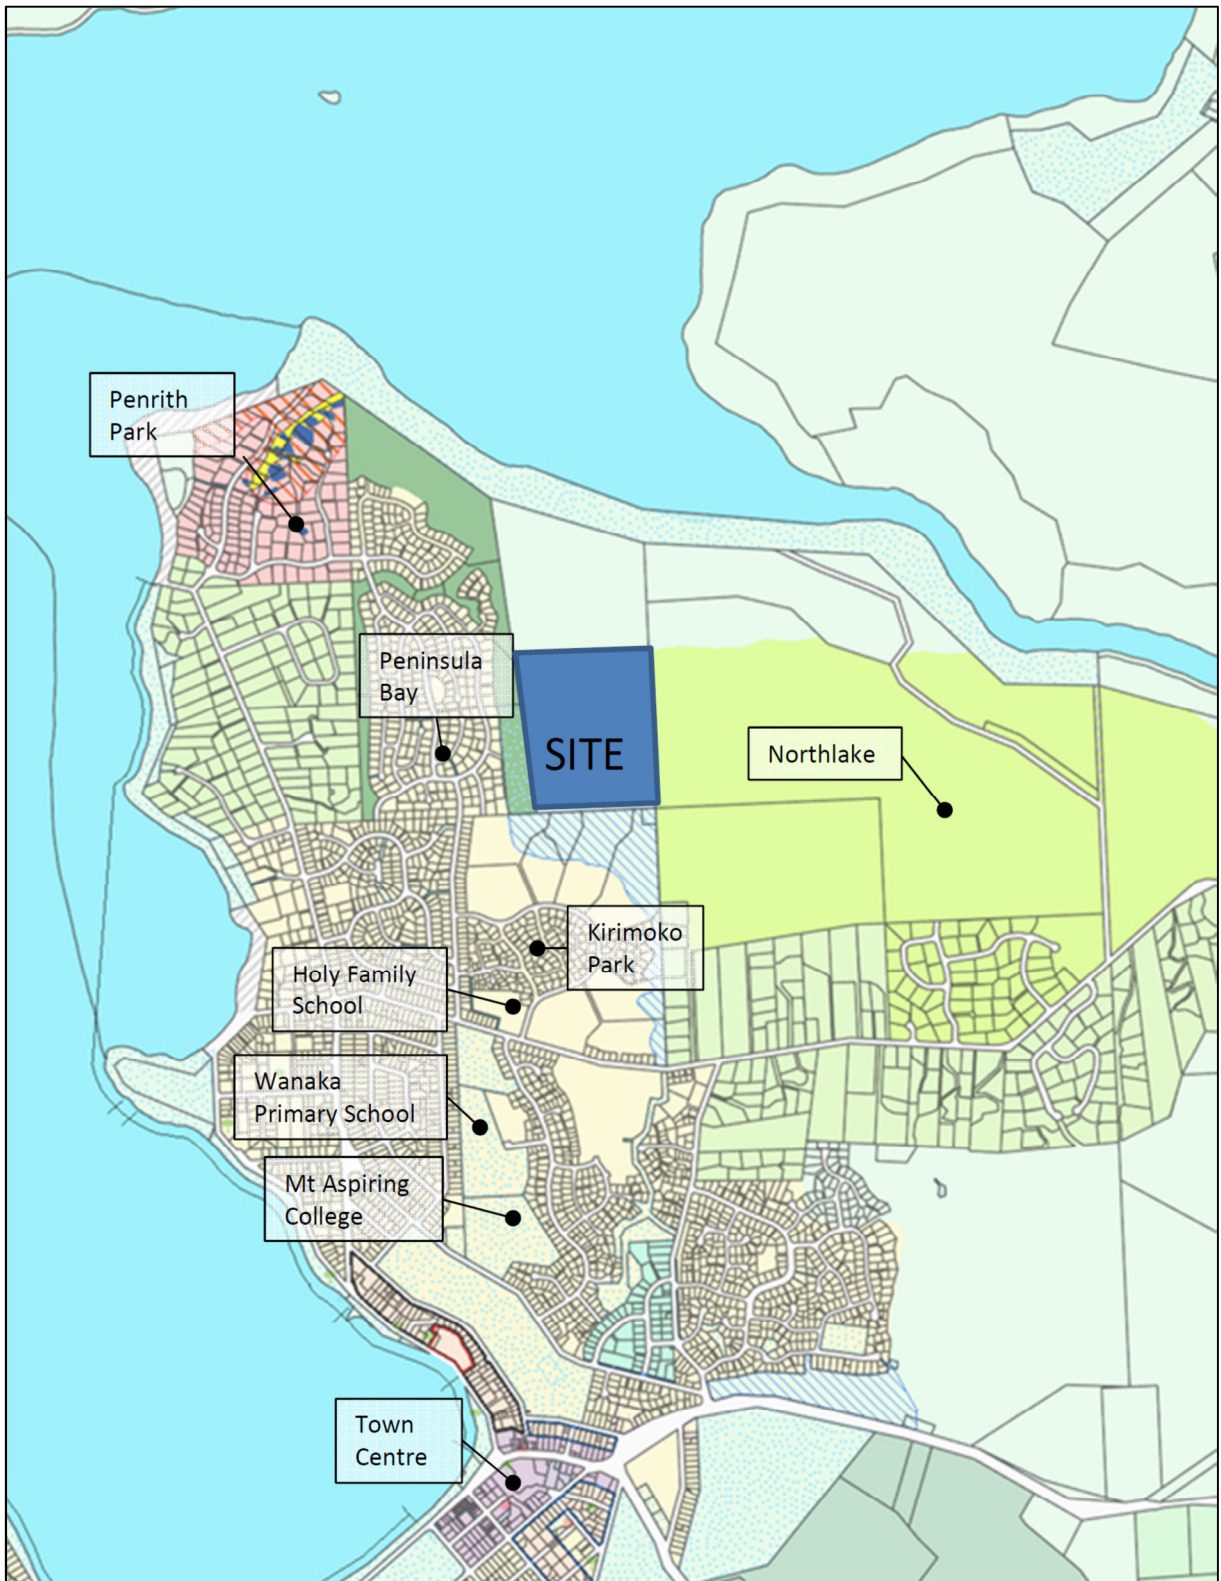 Penrith
Park
Peninsula
Bay
SITE
Northlake
Kirimoko
Park
Holy Family
School
Wanaka
Primary School
Mt Aspiring
College
Town
Centre